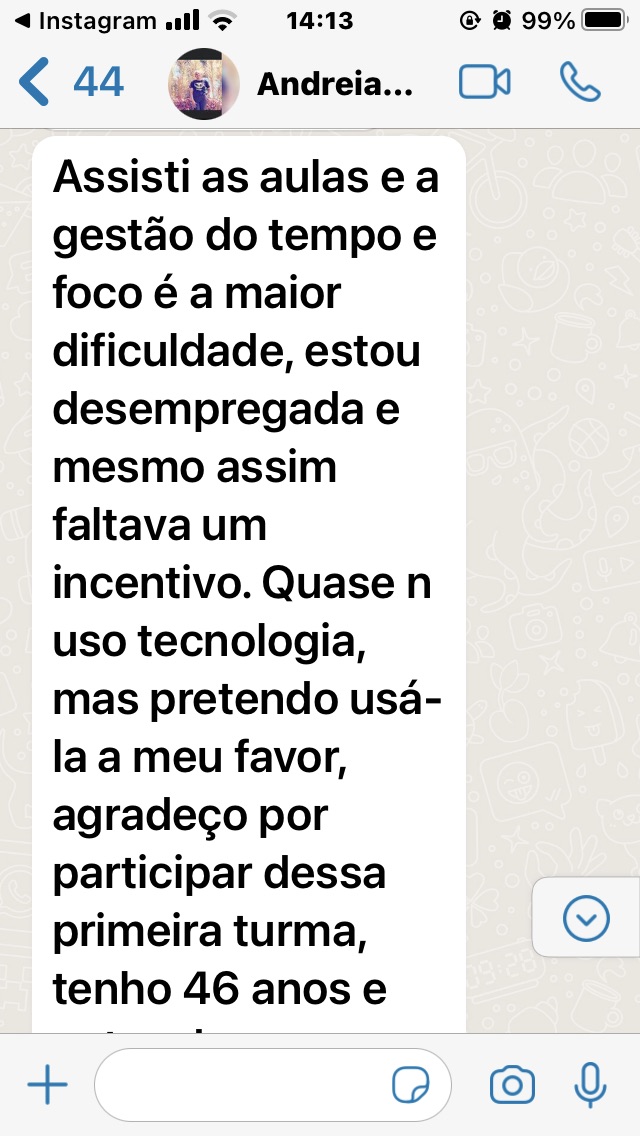 Instagram 14:13 99%
44 Andreia...
Assisti as aulas e a
gestão do tempo e
foco é a maior
dificuldade, estou
desempregada e
mesmo assim
faltava um
incentivo. Quase n
uso tecnologia,
mas pretendo usá-
la a meu favor,
agradeço por
participar dessa
primeira turma,
tenho 46 anos e